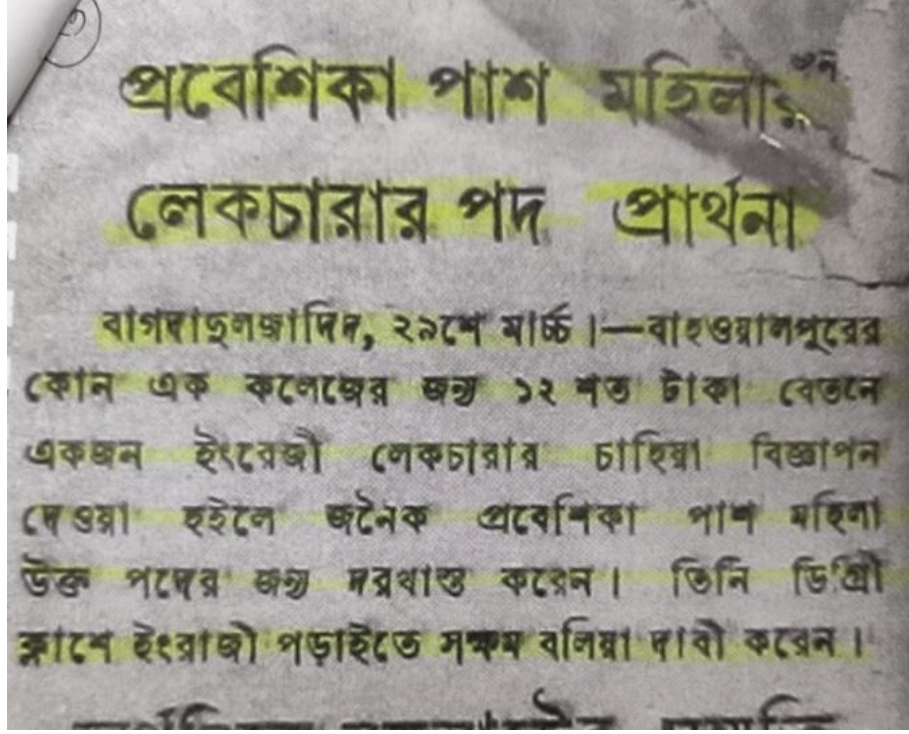 ৩
প্রবেশিকা পাশ মহিলার
লেকচারার পদ প্রার্থনা
বাগদাদুলজাদিদ, ২৯শে মার্চ্চ।—বাহওয়ালপুরের
কোন এক কলেজের জন্য ১২ শত টাকা বেতনে
একজন ইংরেজী লেকচারার চাহিয়া বিজ্ঞাপন
দেওয়া হইলে জনৈক প্রবেশিকা পাশ মহিলা
উক্ত পদের জন্য দরখাস্ত করেন। তিনি ডিগ্রী
ক্লাশে ইংরাজী পড়াইতে সক্ষম বলিয়া দাবী করেন।